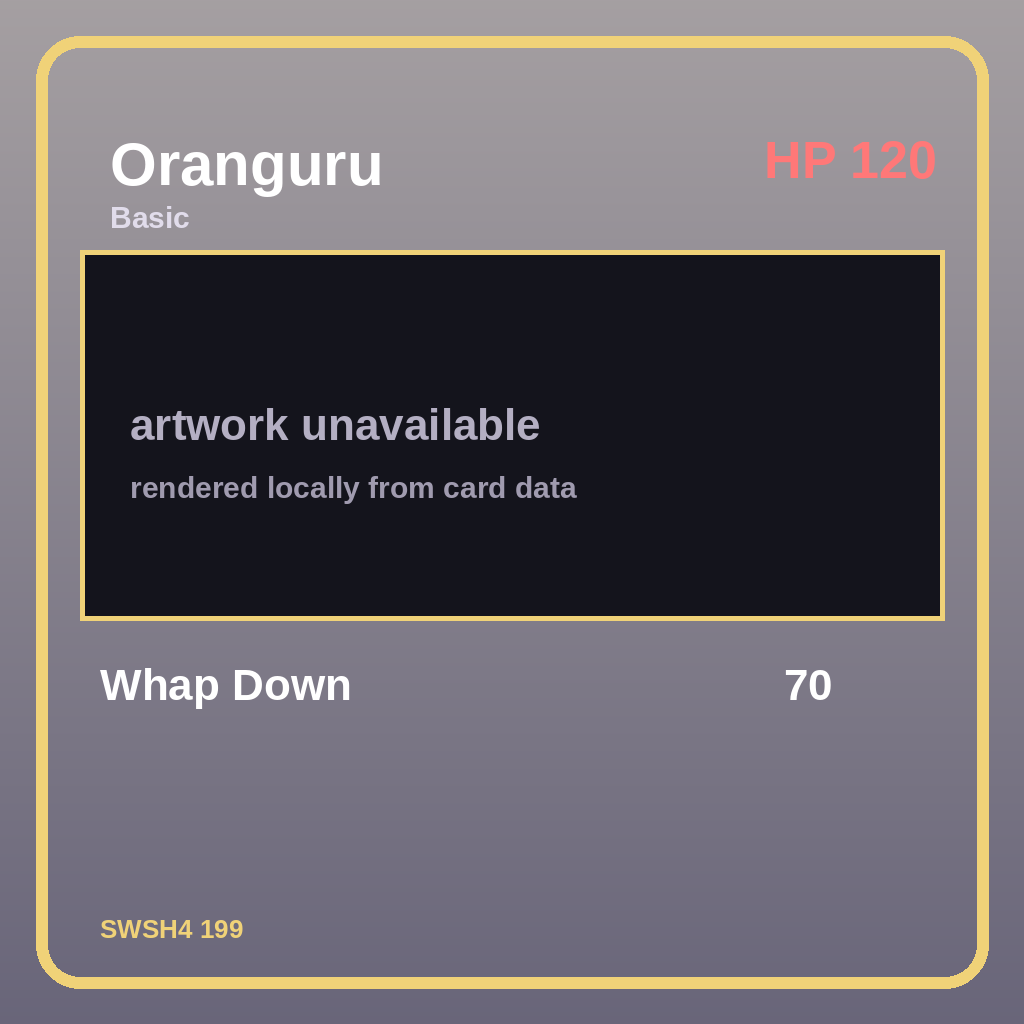 Oranguru
HP 120
Basic
artwork unavailable
rendered locally from card data
Whap Down 70
SWSH4 199